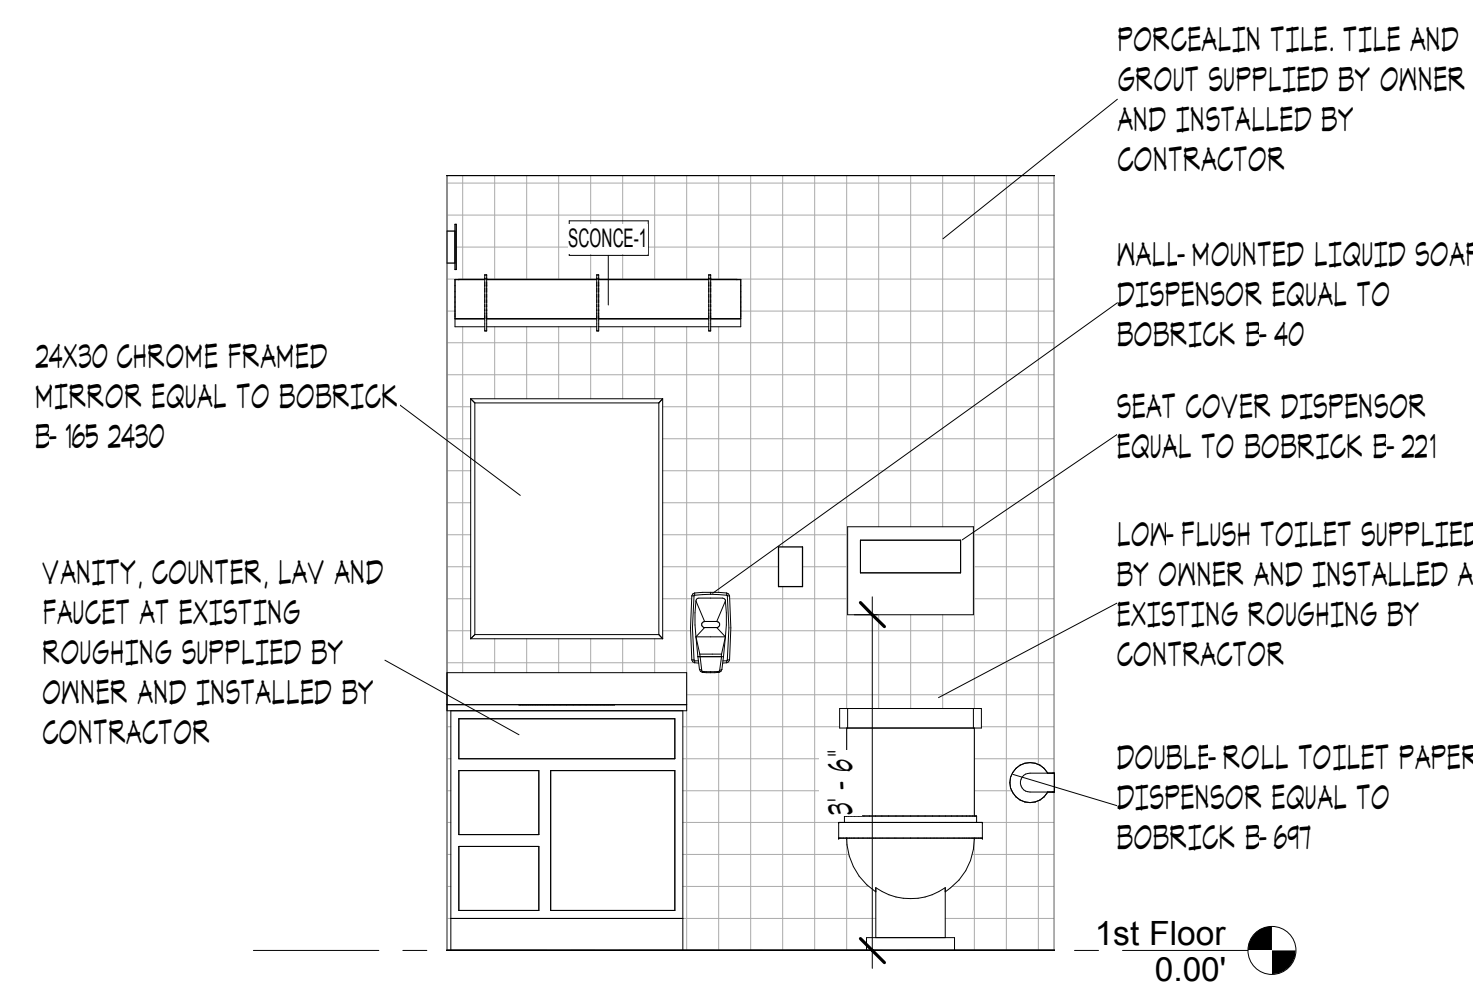 PORCEALIN TILE. TILE AND
GROUT SUPPLIED BY OWNER
AND INSTALLED BY
CONTRACTOR
SCONCE-1
WALL-MOUNTED LIQUID SOAP
DISPENSOR EQUAL TO
BOBRICK B-40
24X30 CHROME FRAMED
MIRROR EQUAL TO BOBRICK
B-165 2430
SEAT COVER DISPENSOR
EQUAL TO BOBRICK B-221
VANITY, COUNTER, LAV AND
FAUCET AT EXISTING
ROUGHING SUPPLIED BY
OWNER AND INSTALLED BY
CONTRACTOR
LOW-FLUSH TOILET SUPPLIED
BY OWNER AND INSTALLED
EXISTING ROUGHING BY
CONTRACTOR
3' - 6"
DOUBLE-ROLL TOILET PAPER
DISPENSOR EQUAL TO
BOBRICK B-697
1st Floor
0.00'